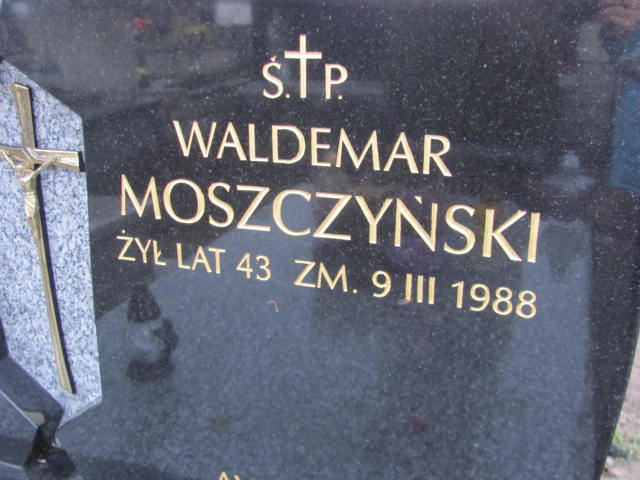 Ś.†P.
WALDEMAR
MOSZCZYŃSKI
ŻYŁ LAT 43 ZM. 9 III 1988